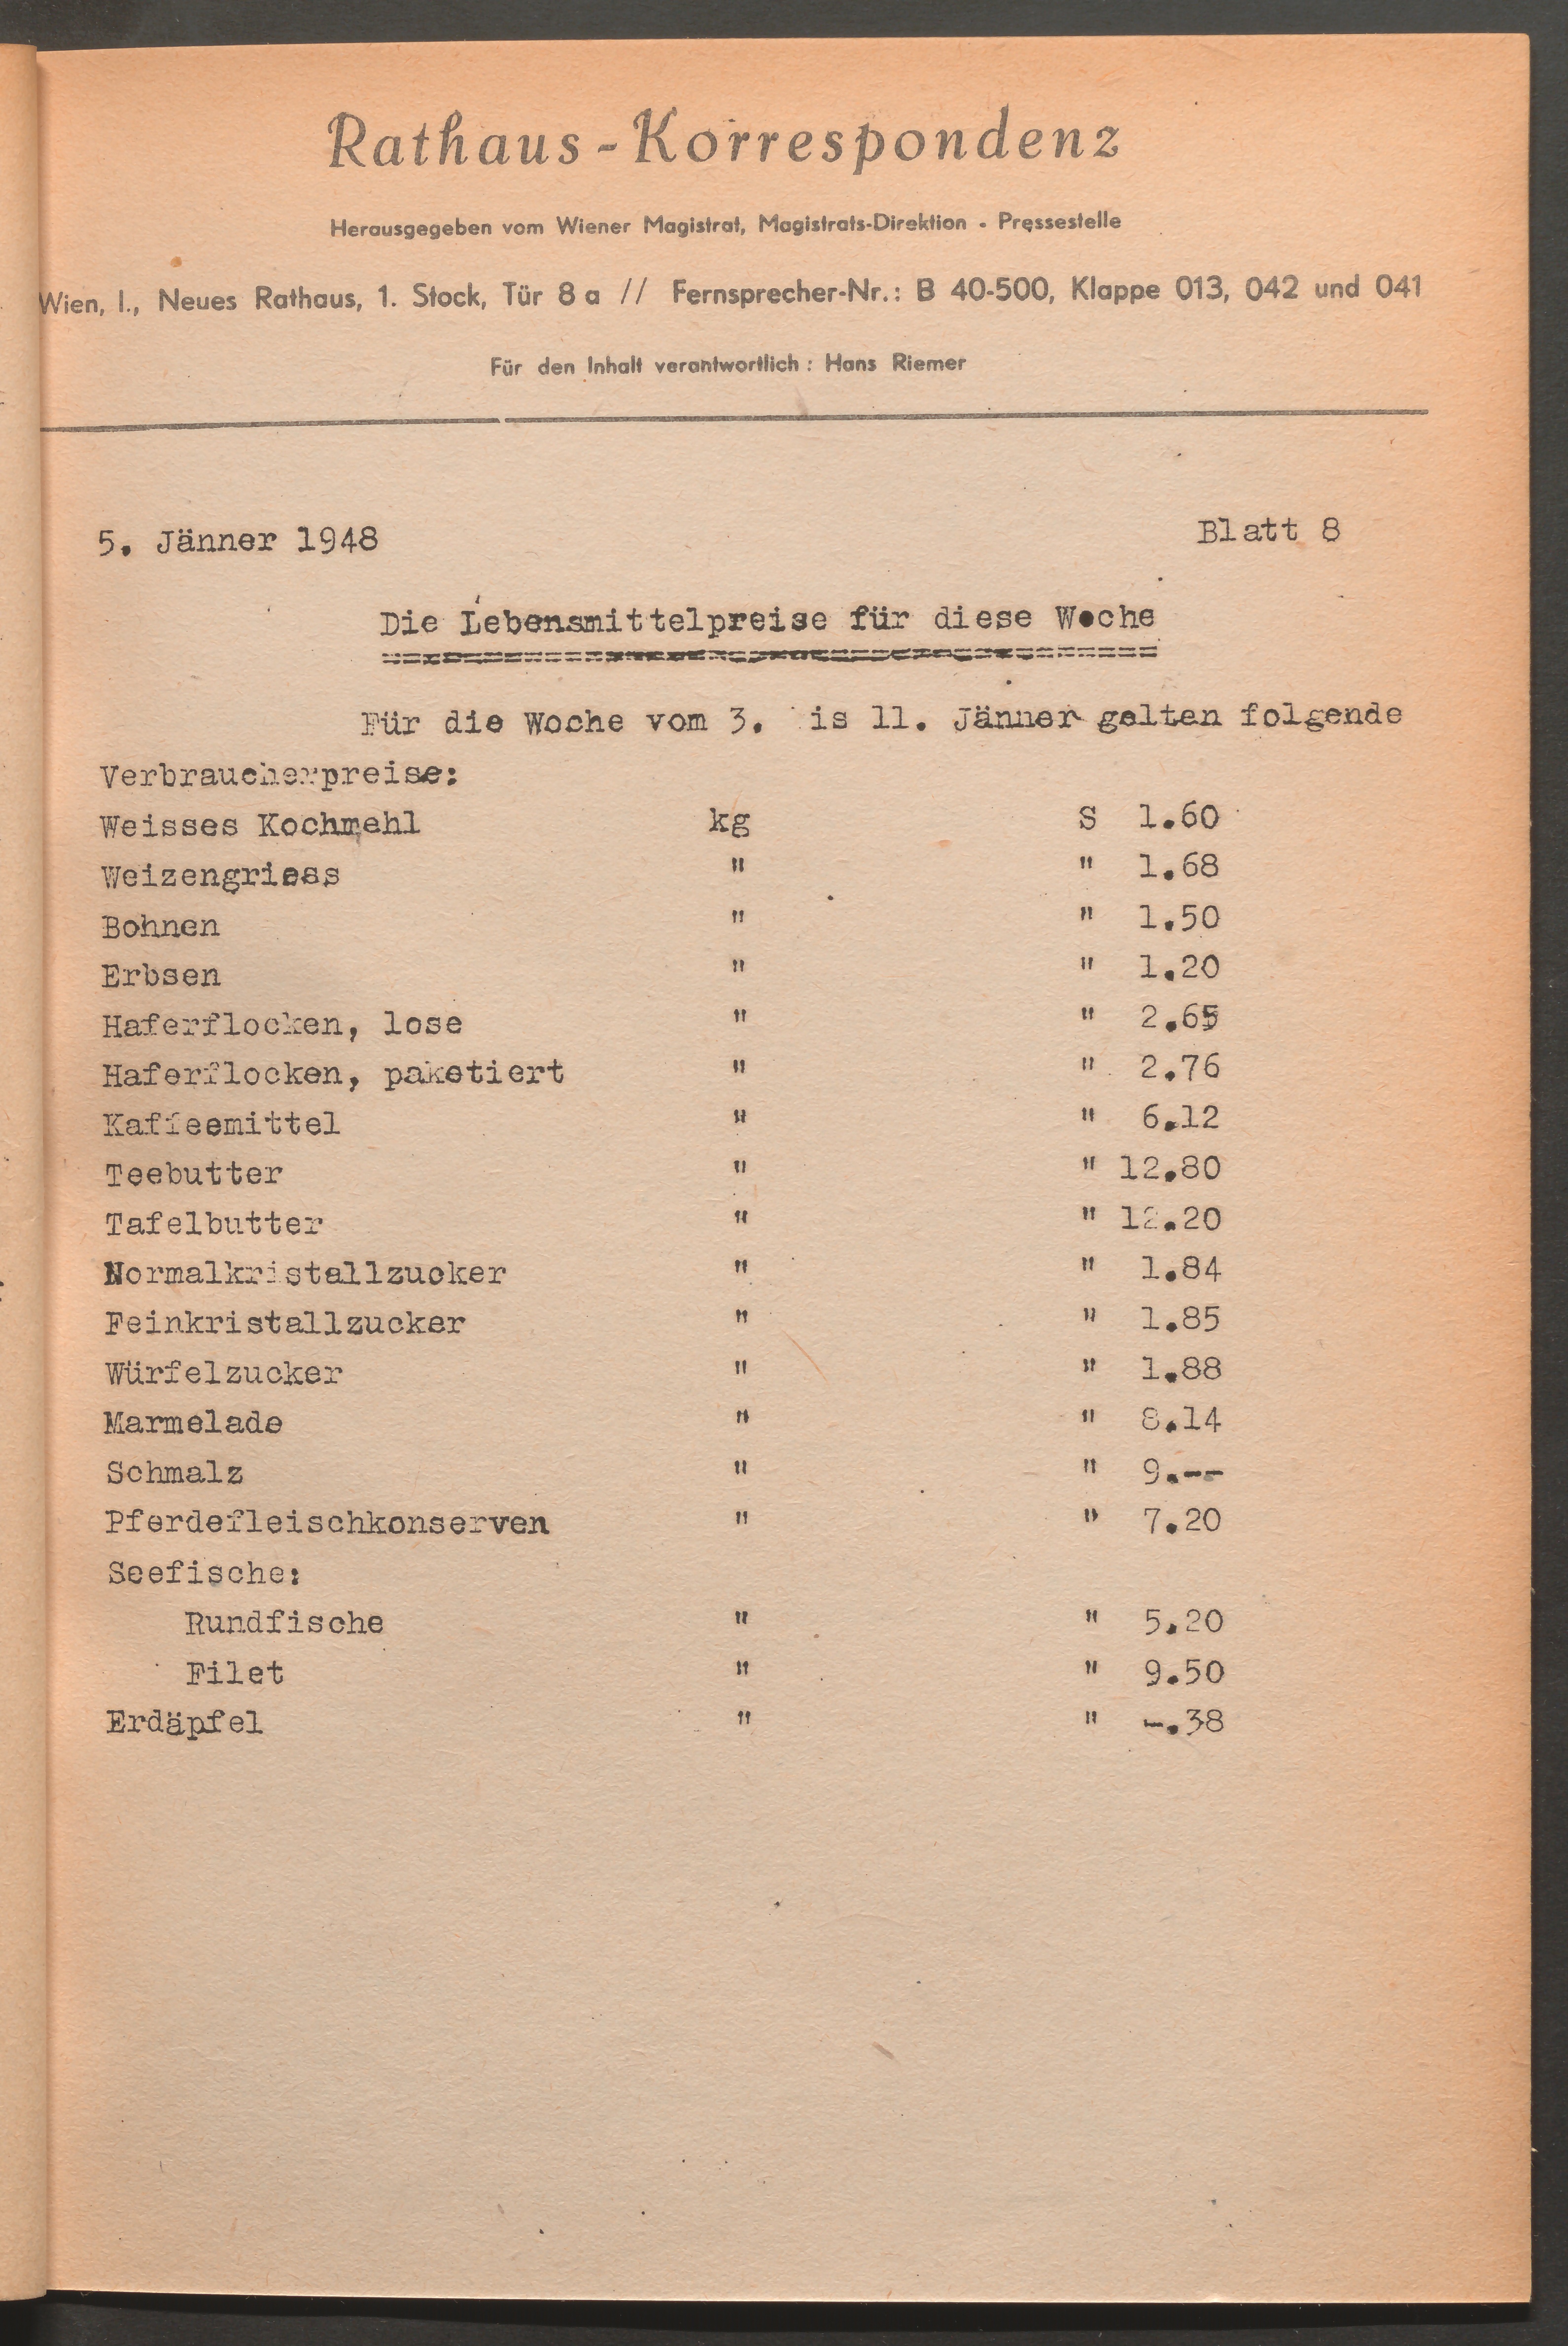 Rathaus-Korrespondenz
Herausgegeben vom Wiener Magistrat, Magistrats-Direktion - Pressestelle
Wien, I., Neues Rathaus, 1. Stock, Tür 8 a // Fernsprecher-Nr.: B 40-500, Klappe 013, 042 und 041
Für den Inhalt verantwortlich: Hans Riemer
5. Jänner 1948 Blatt 8
Die Lebensmittelpreise für diese Woche
Für die Woche vom 3. is 11. Jänner gelten folgende
Verbraucherpreise:
Weisses Kochmehl kg S 1.60
Weizengriess " " 1.68
Bohnen " " 1.50
Erbsen " " 1.20
Haferflocken, lose " " 2.65
Haferflocken, paketiert " " 2.76
Kaffeemittel " " 6.12
Teebutter " " 12.80
Tafelbutter " " 12.20
Normalkristallzucker " " 1.84
Feinkristallzucker " " 1.85
Würfelzucker " " 1.88
Marmelade " " 8.14
Schmalz " " 9.--
Pferdefleischkonserven " " 7.20
Seefische:
Rundfische " " 5.20
Filet " " 9.50
Erdäpfel " " -.38